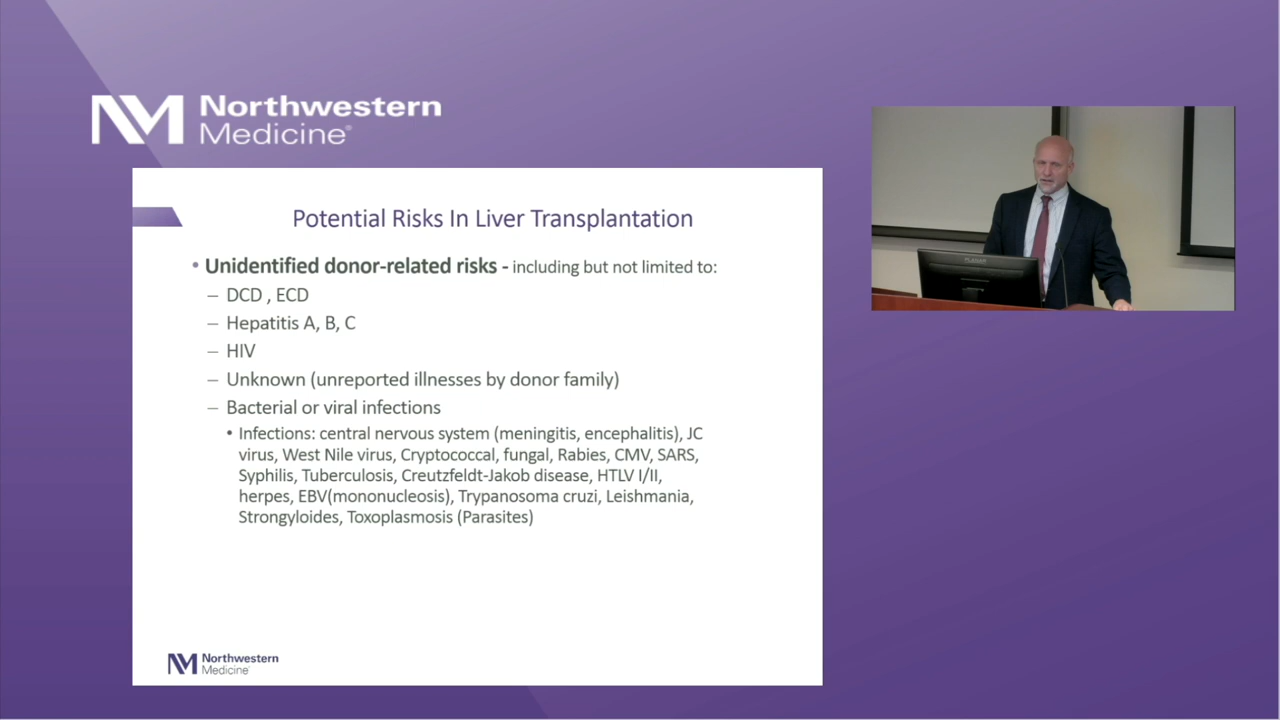 Northwestern
Medicine®
Potential Risks In Liver Transplantation
• Unidentified donor-related risks - including but not limited to:
– DCD , ECD
– Hepatitis A, B, C
– HIV
– Unknown (unreported illnesses by donor family)
– Bacterial or viral infections
• Infections: central nervous system (meningitis, encephalitis), JC
virus, West Nile virus, Cryptococcal, fungal, Rabies, CMV, SARS,
Syphilis, Tuberculosis, Creutzfeldt-Jakob disease, HTLV I/II,
herpes, EBV(mononucleosis), Trypanosoma cruzi, Leishmania,
Strongyloides, Toxoplasmosis (Parasites)
Northwestern
Medicine